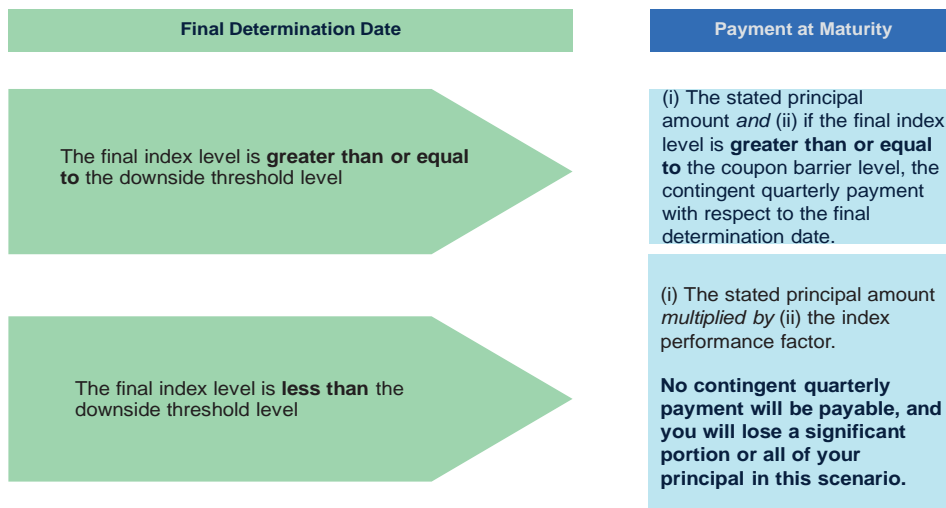 Final Determination Date
Payment at Maturity
The final index level is greater than or equal
to the downside threshold level
(i) The stated principal
amount and (ii) if the final index
level is greater than or equal
to the coupon barrier level, the
contingent quarterly payment
with respect to the final
determination date.
The final index level is less than the
downside threshold level
(i) The stated principal amount
multiplied by (ii) the index
performance factor.
No contingent quarterly
payment will be payable, and
you will lose a significant
portion or all of your
principal in this scenario.